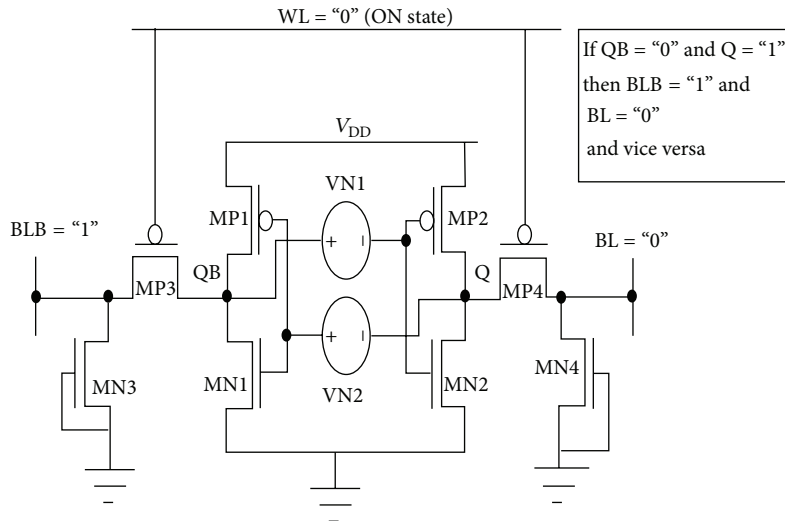 WL = “0” (ON state)
If QB = “0” and Q = “1”
then BLB = “1” and
BL = “0”
and vice versa
VDD
VN1
MP1
MP2
BLB = “1”
BL = “0”
+
QB
Q
MP3
MP4
+
MN3
MN1
VN2
MN2
MN4